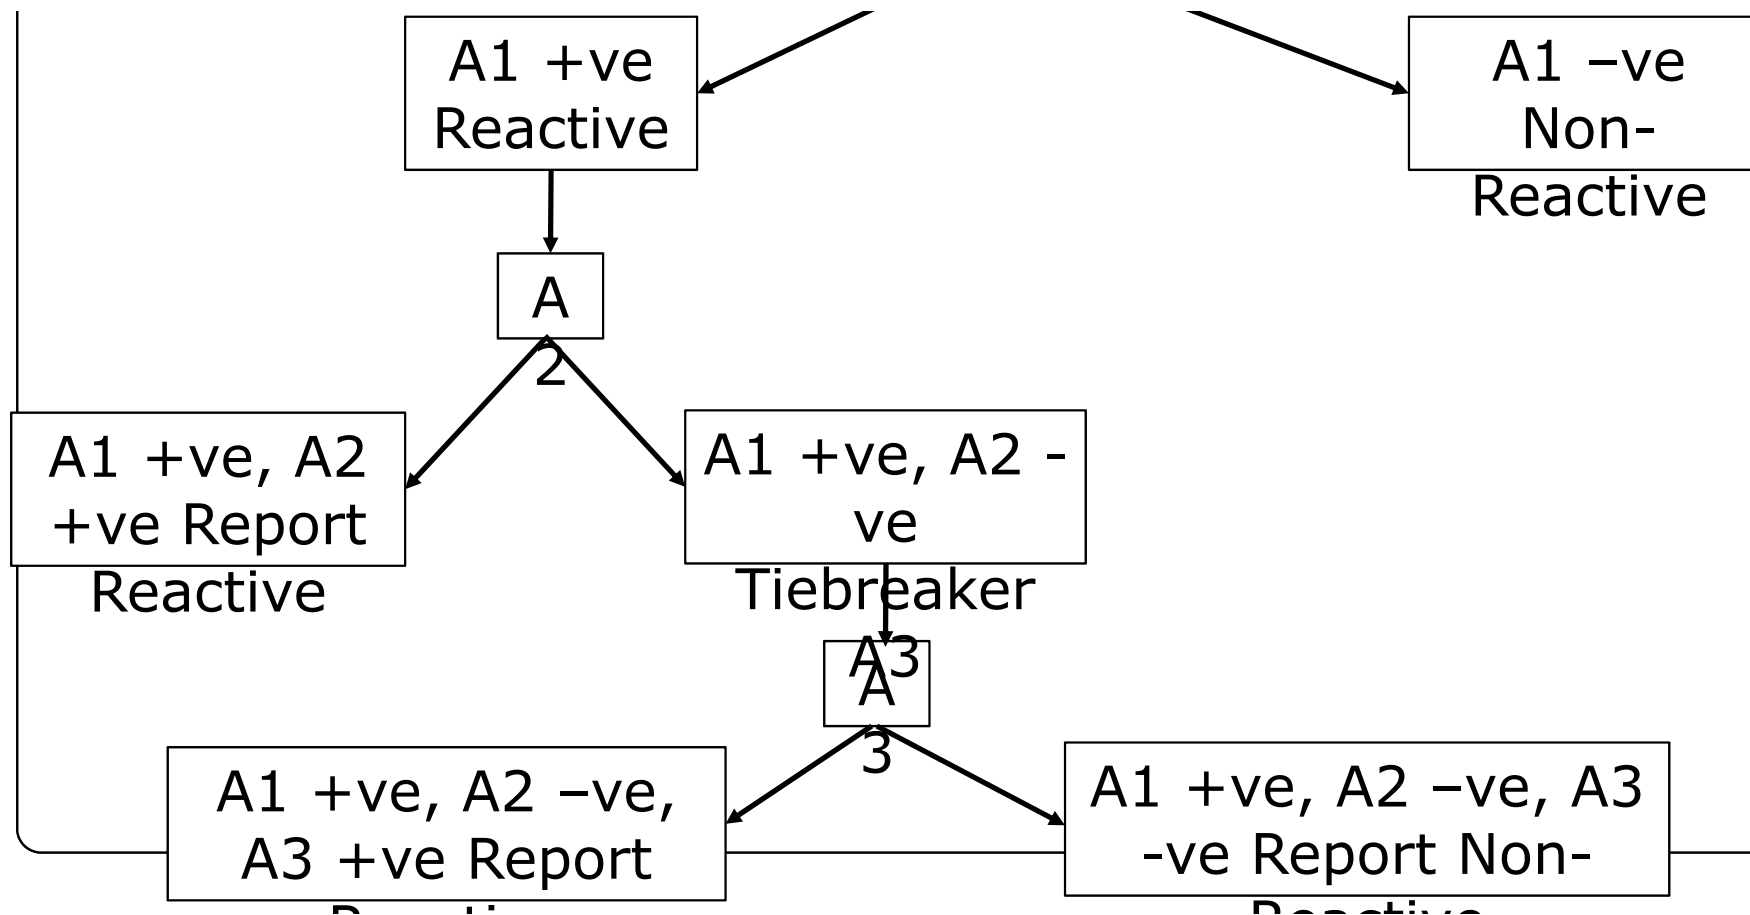 A1 +ve
Reactive
A1 –ve
Non-
Reactive
A
2
A1 +ve, A2
+ve Report
Reactive
A1 +ve, A2 -
ve
Tiebreaker
A3
A
3
A1 +ve, A2 –ve,
A3 +ve Report
A1 +ve, A2 –ve, A3
-ve Report Non-
Reactive